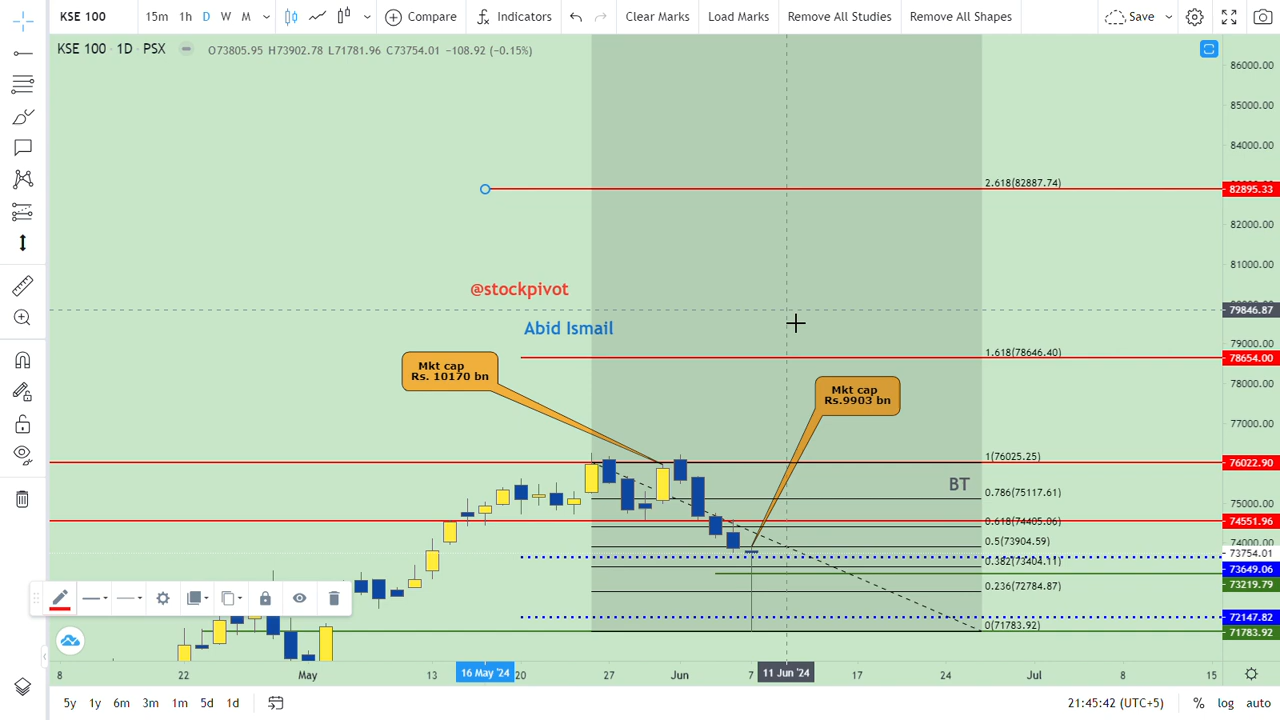 KSE 100 15m 1h D W M Compare Indicators Clear Marks Load Marks Remove All Studies Remove All Shapes Save
KSE 100 · 1D · PSX O73805.95 H73902.78 L71781.96 C73754.01 −108.92 (−0.15%)
86000.00
85000.00
84000.00
2.618(82887.74)
82895.33
82000.00
81000.00
@stockpivot
79846.87
Abid Ismail
79000.00
1.618(78646.40)
78654.00
Mkt cap
Rs. 10170 bn
78000.00
Mkt cap
Rs.9903 bn
77000.00
1(76025.25)
76022.90
BT
0.786(75117.61)
75000.00
0.618(74405.06)
74551.96
0.5(73904.59)
74000.00
73754.01
0.382(73404.11)
73649.06
0.236(72784.87)
73219.79
72147.82
0(71783.92)
71783.92
8 22 May 13 16 May '24 20 27 Jun 7 11 Jun '24 17 24 Jul 8 15
5y 1y 6m 3m 1m 5d 1d 21:45:42 (UTC+5) % log auto